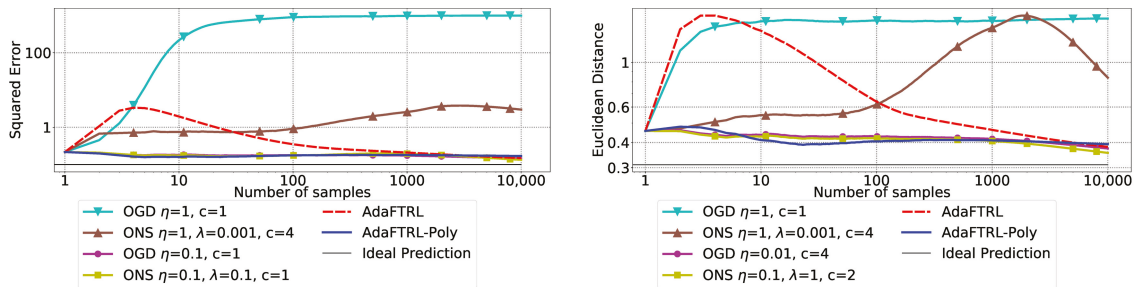 Squared Error
100
1
1
10
100
1000
10,000
Number of samples
OGD η=1, c=1
ONS η=1, λ=0.001, c=4
OGD η=0.1, c=1
ONS η=0.1, λ=0.1, c=1
AdaFTRL
AdaFTRL-Poly
Ideal Prediction
Euclidean Distance
1
0.6
0.4
0.3
1
10
100
1000
10,000
Number of samples
OGD η=1, c=1
ONS η=1, λ=0.001, c=4
OGD η=0.01, c=4
ONS η=0.1, λ=1, c=2
AdaFTRL
AdaFTRL-Poly
Ideal Prediction